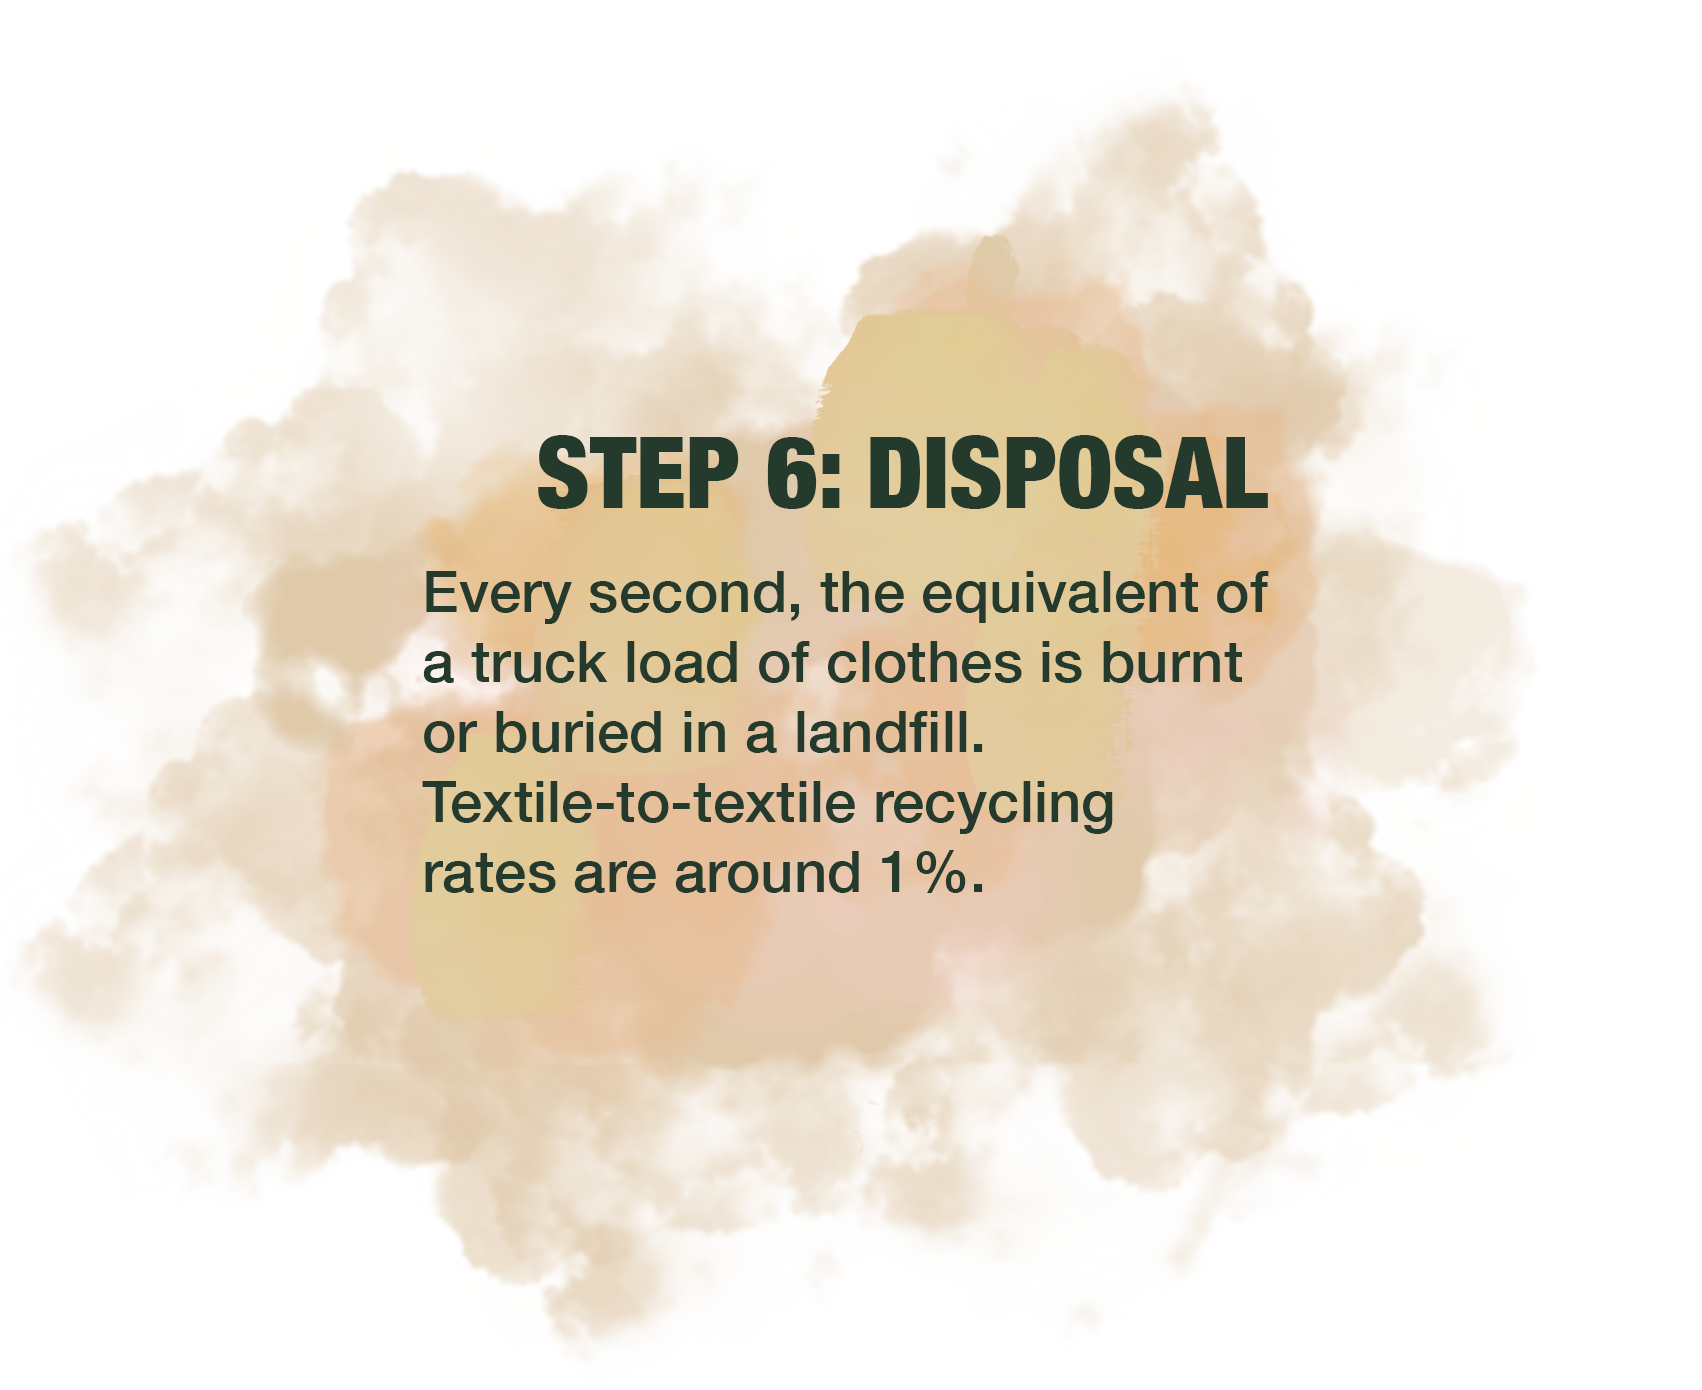 STEP 6: DISPOSAL
Every second, the equivalent of
a truck load of clothes is burnt
or buried in a landfill.
Textile-to-textile recycling
rates are around 1%.